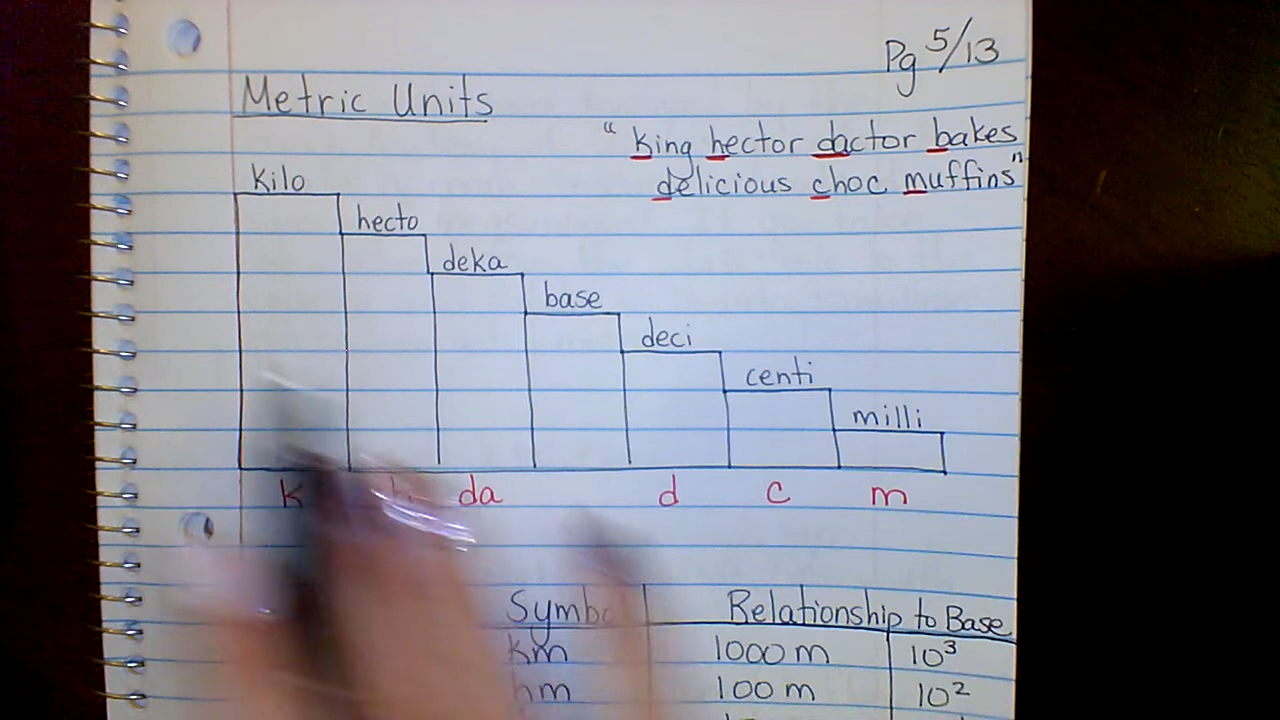 Pg 5/13
Metric Units
"King hector dactor bakes
delicious choc muffins"
Kilo
hecto
deka
base
deci
centi
milli
k da d c m
Relationship to Base
km 1000 m 10³
hm 100 m 10²